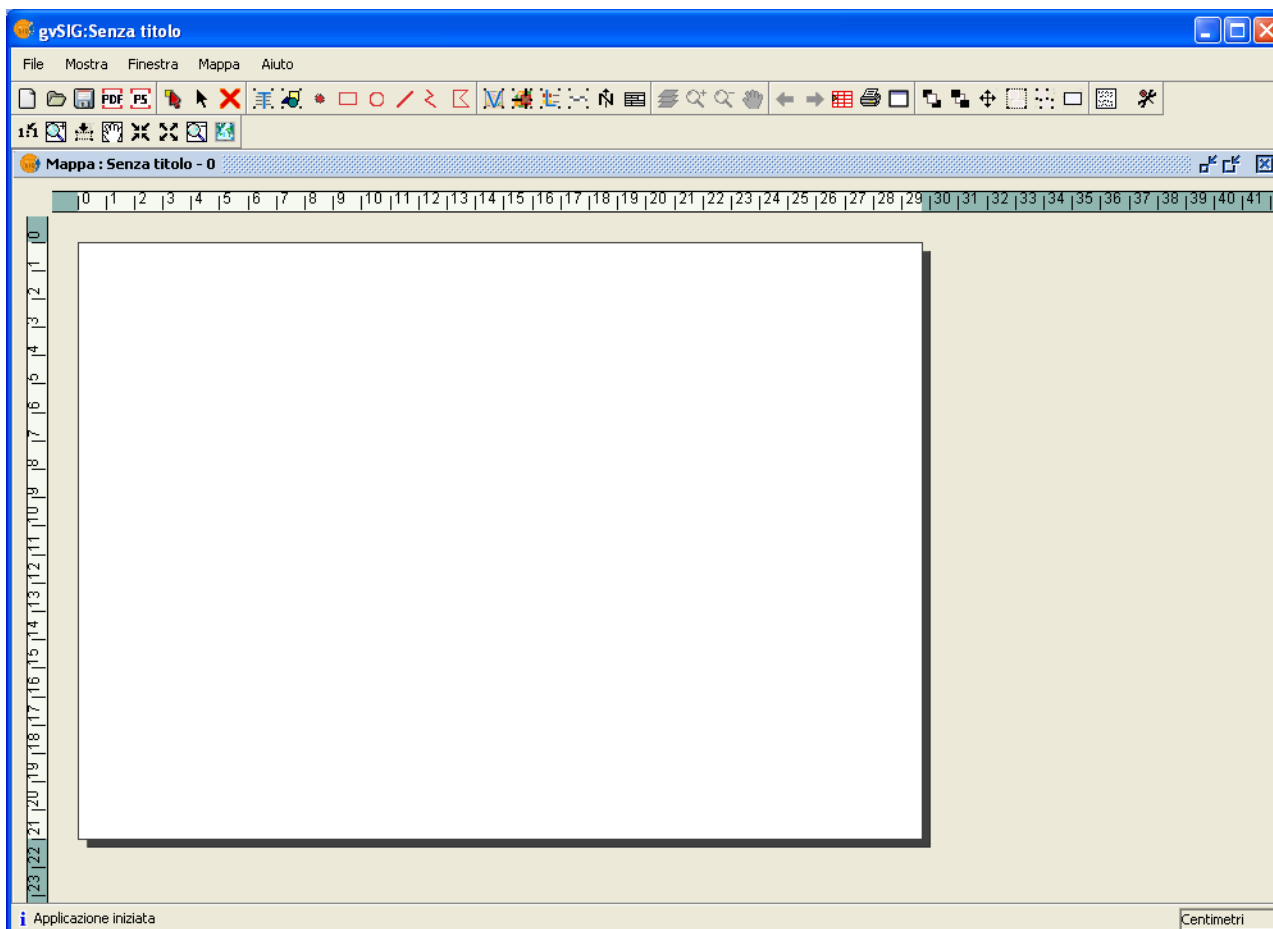 gvSIG:Senza titolo
File Mostra Finestra Mappa Aiuto
PDF PS
1:1
Mappa : Senza titolo - 0
0 1 2 3 4 5 6 7 8 9 10 11 12 13 14 15 16 17 18 19 20 21 22 23 24 25 26 27 28 29 30 31 32 33 34 35 36 37 38 39 40 41
0 1 2 3 4 5 6 7 8 9 10 11 12 13 14 15 16 17 18 19 20 21 22 23
i Applicazione iniziata
Centimetri